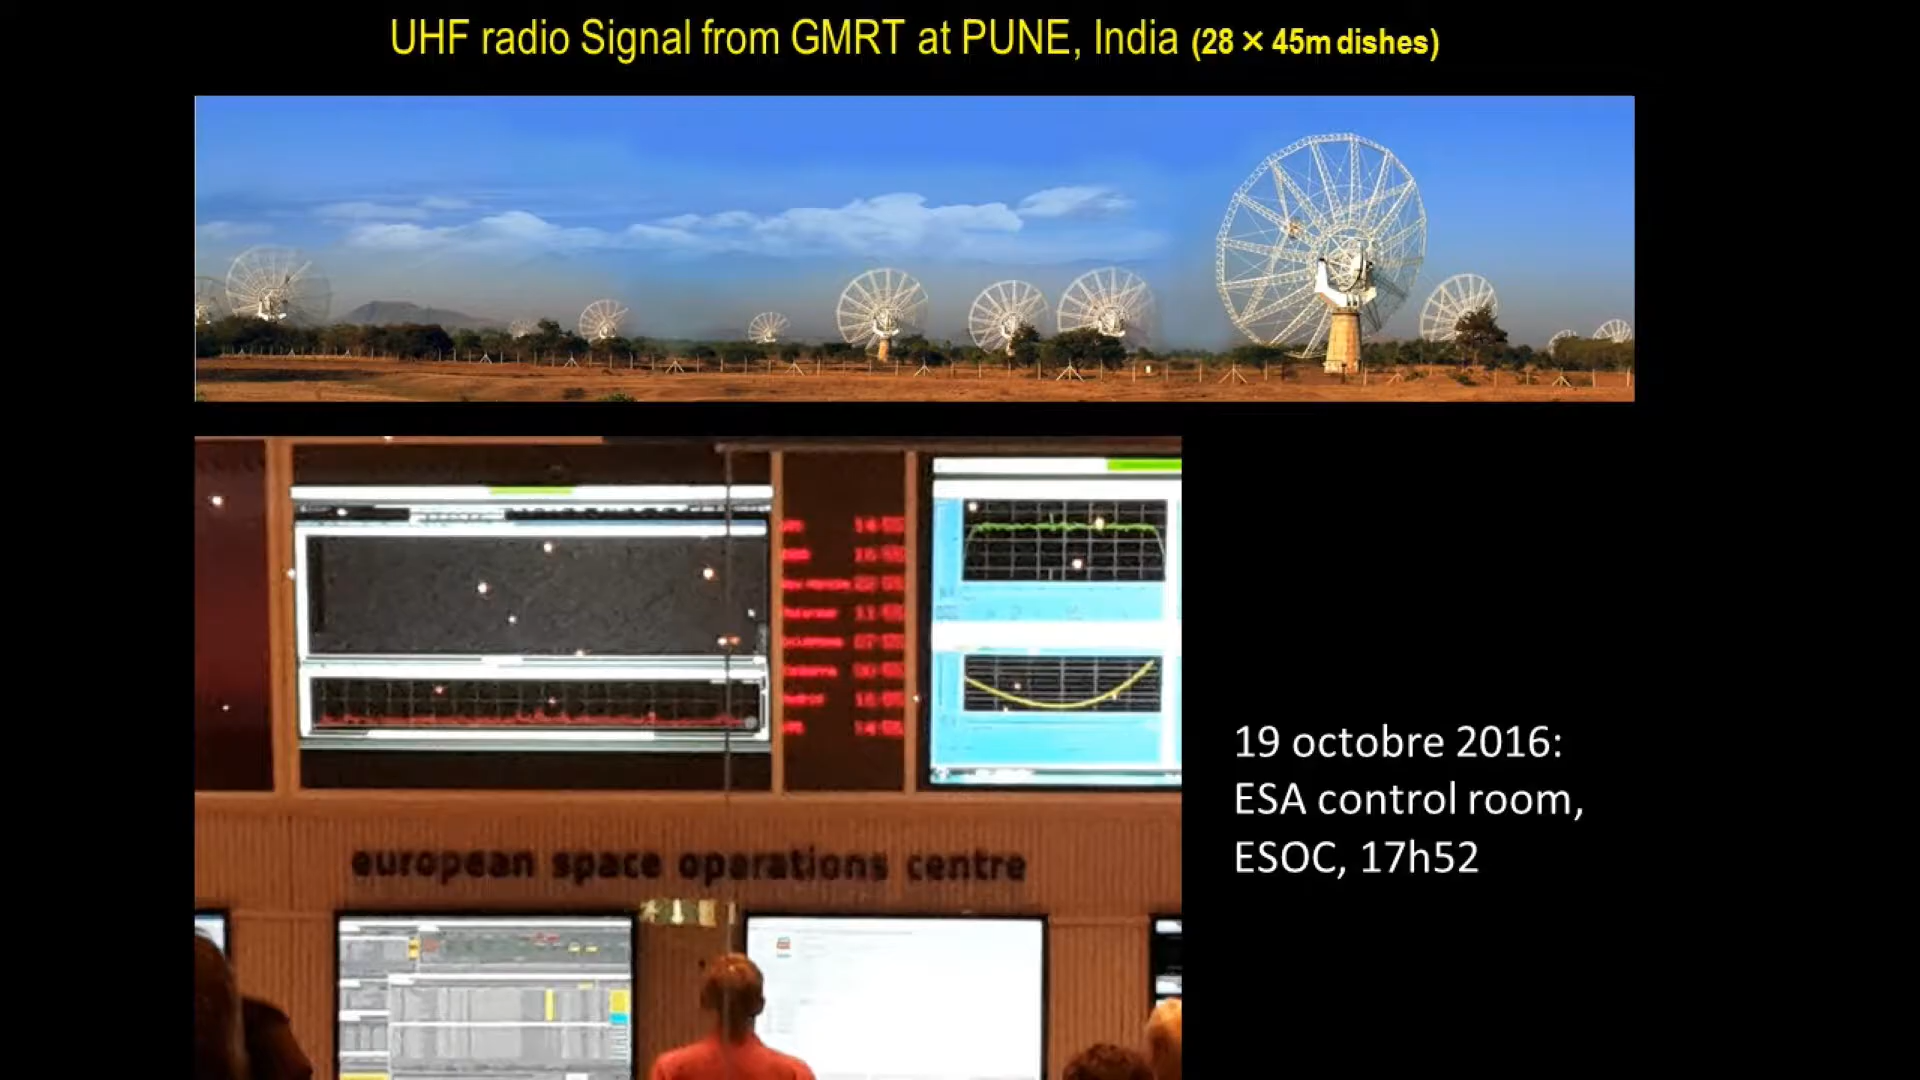 UHF radio Signal from GMRT at PUNE, India (28 × 45m dishes)
european space operations centre
19 octobre 2016:
ESA control room,
ESOC, 17h52